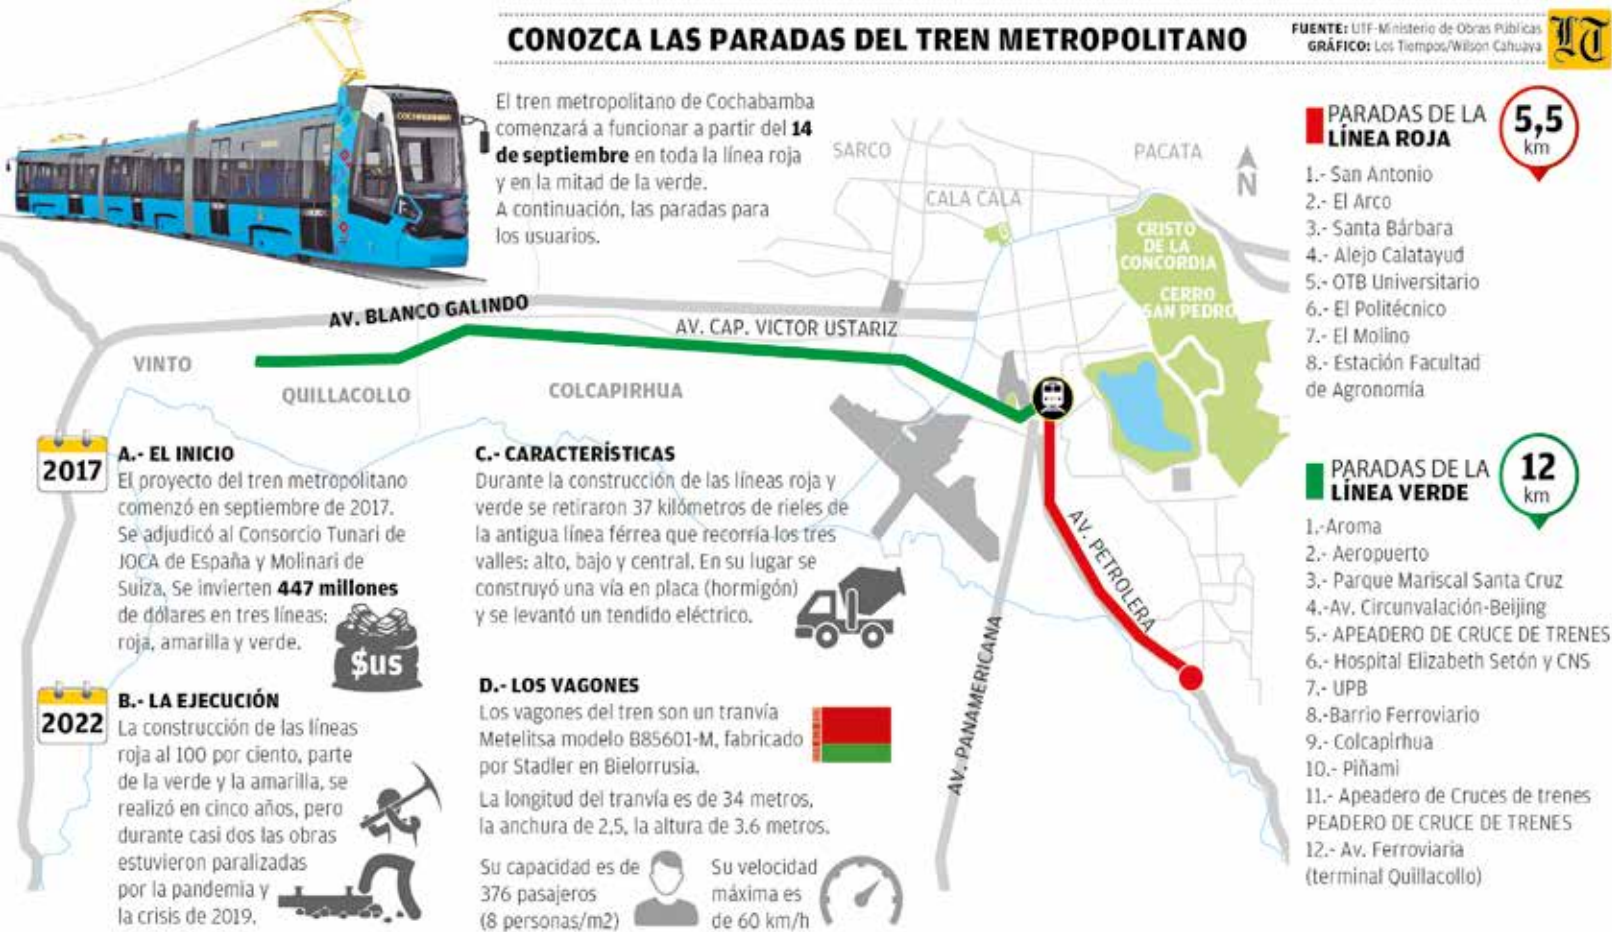 CONOZCA LAS PARADAS DEL TREN METROPOLITANO
FUENTE: UTF-Ministerio de Obras Públicas
GRÁFICO: Los Tiempos/Wilson Cahuaya
LT
COCHABAMBA
El tren metropolitano de Cochabamba
comenzará a funcionar a partir del 14
de septiembre en toda la línea roja
y en la mitad de la verde.
A continuación, las paradas para
los usuarios.
SARCO
PACATA
N
CALA CALA
CRISTO
DE LA
CONCORDIA
CERRO
SAN PEDRO
AV. BLANCO GALINDO
AV. CAP. VICTOR USTARIZ
VINTO
QUILLACOLLO
COLCAPIRHUA
AV. PETROLERA
AV. PANAMERICANA
2017
A.- EL INICIO
El proyecto del tren metropolitano
comenzó en septiembre de 2017.
Se adjudicó al Consorcio Tunari de
JOCA de España y Molinari de
Suiza. Se invierten 447 millones
de dólares en tres líneas:
roja, amarilla y verde.
$us
2022
B.- LA EJECUCIÓN
La construcción de las líneas
roja al 100 por ciento, parte
de la verde y la amarilla, se
realizó en cinco años, pero
durante casi dos las obras
estuvieron paralizadas
por la pandemia y
la crisis de 2019.
C.- CARACTERÍSTICAS
Durante la construcción de las líneas roja y
verde se retiraron 37 kilómetros de rieles de
la antigua línea férrea que recorría los tres
valles: alto, bajo y central. En su lugar se
construyó una vía en placa (hormigón)
y se levantó un tendido eléctrico.
D.- LOS VAGONES
Los vagones del tren son un tranvía
Metelitsa modelo B85601-M, fabricado
por Stadler en Bielorrusia.
La longitud del tranvía es de 34 metros,
la anchura de 2,5, la altura de 3.6 metros.
Su capacidad es de
376 pasajeros
(8 personas/m2)
Su velocidad
máxima es
de 60 km/h
PARADAS DE LA
LÍNEA ROJA
5,5
km
1.- San Antonio
2.- El Arco
3.- Santa Bárbara
4.- Alejo Calatayud
5.- OTB Universitario
6.- El Politécnico
7.- El Molino
8.- Estación Facultad
de Agronomía
PARADAS DE LA
LÍNEA VERDE
12
km
1.-Aroma
2.- Aeropuerto
3.- Parque Mariscal Santa Cruz
4.-Av. Circunvalación-Beijing
5.- APEADERO DE CRUCE DE TRENES
6.- Hospital Elizabeth Setón y CNS
7.- UPB
8.-Barrio Ferroviario
9.- Colcapirhua
10.- Piñami
11.- Apeadero de Cruces de trenes
PEADERO DE CRUCE DE TRENES
12.- Av. Ferroviaria
(terminal Quillacollo)